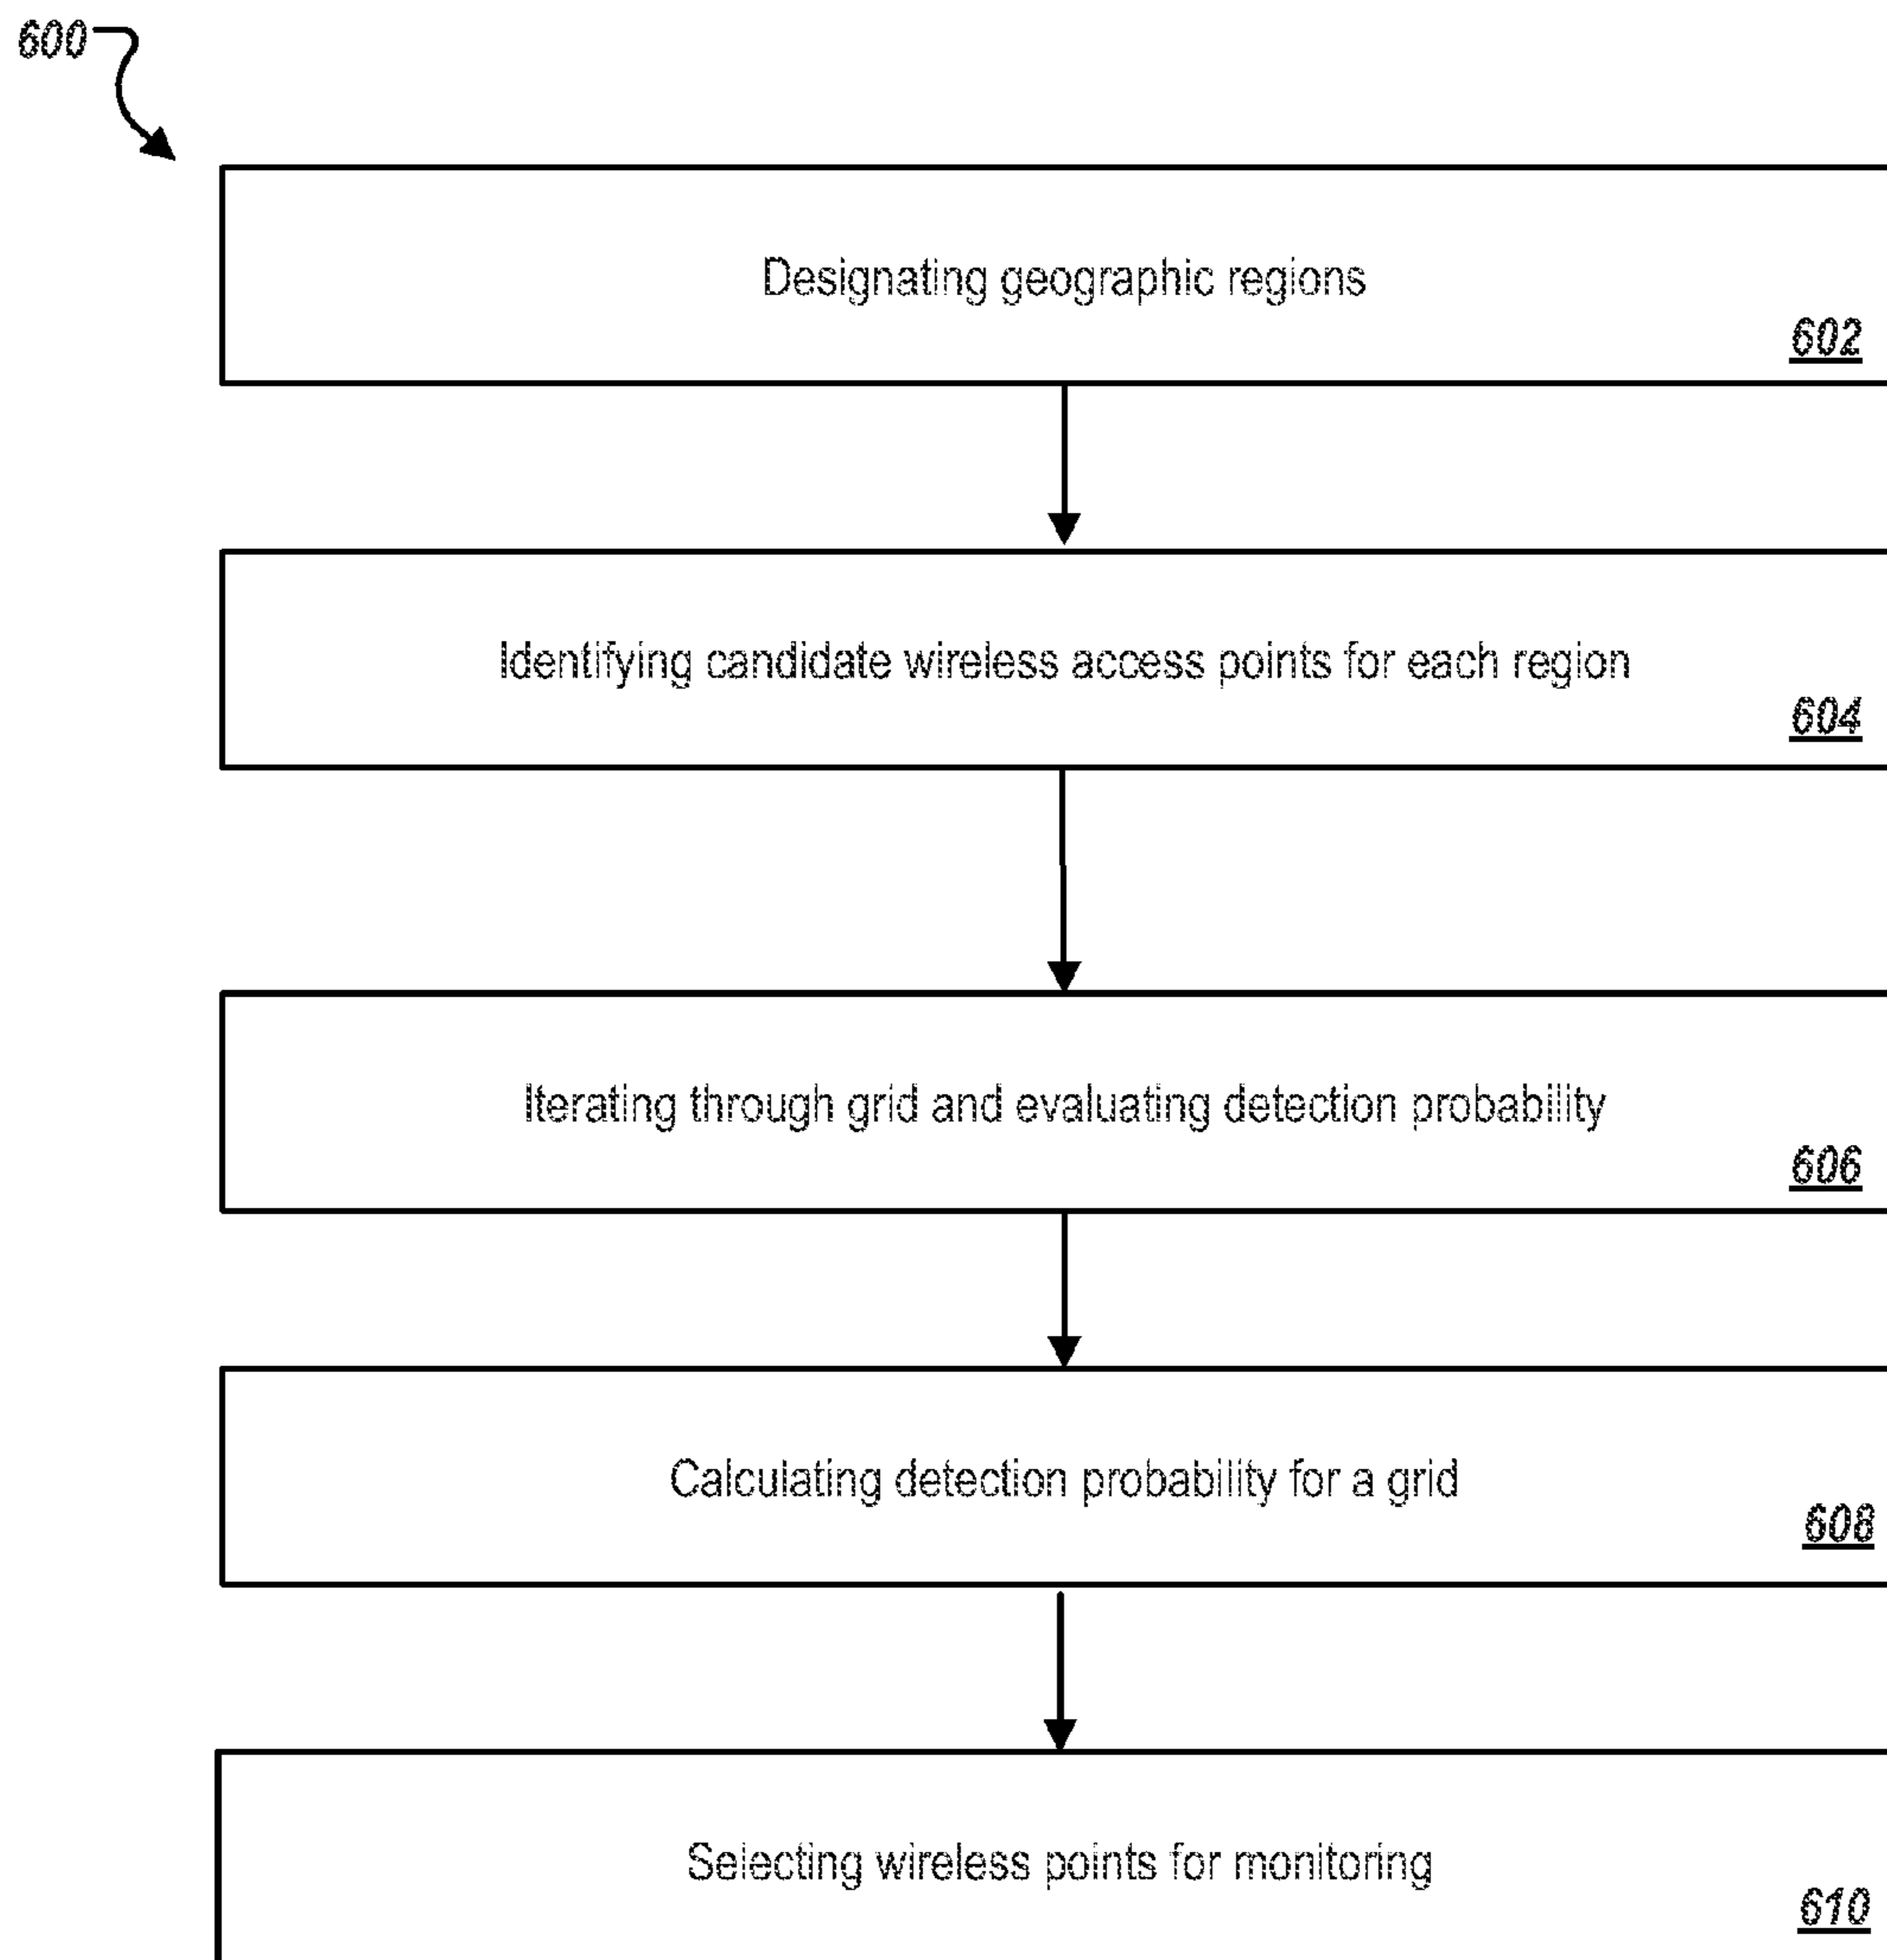 600
Designating geographic regions
602
Identifying candidate wireless access points for each region
604
Iterating through grid and evaluating detection probability
606
Calculating detection probability for a grid
608
Selecting wireless points for monitoring
610